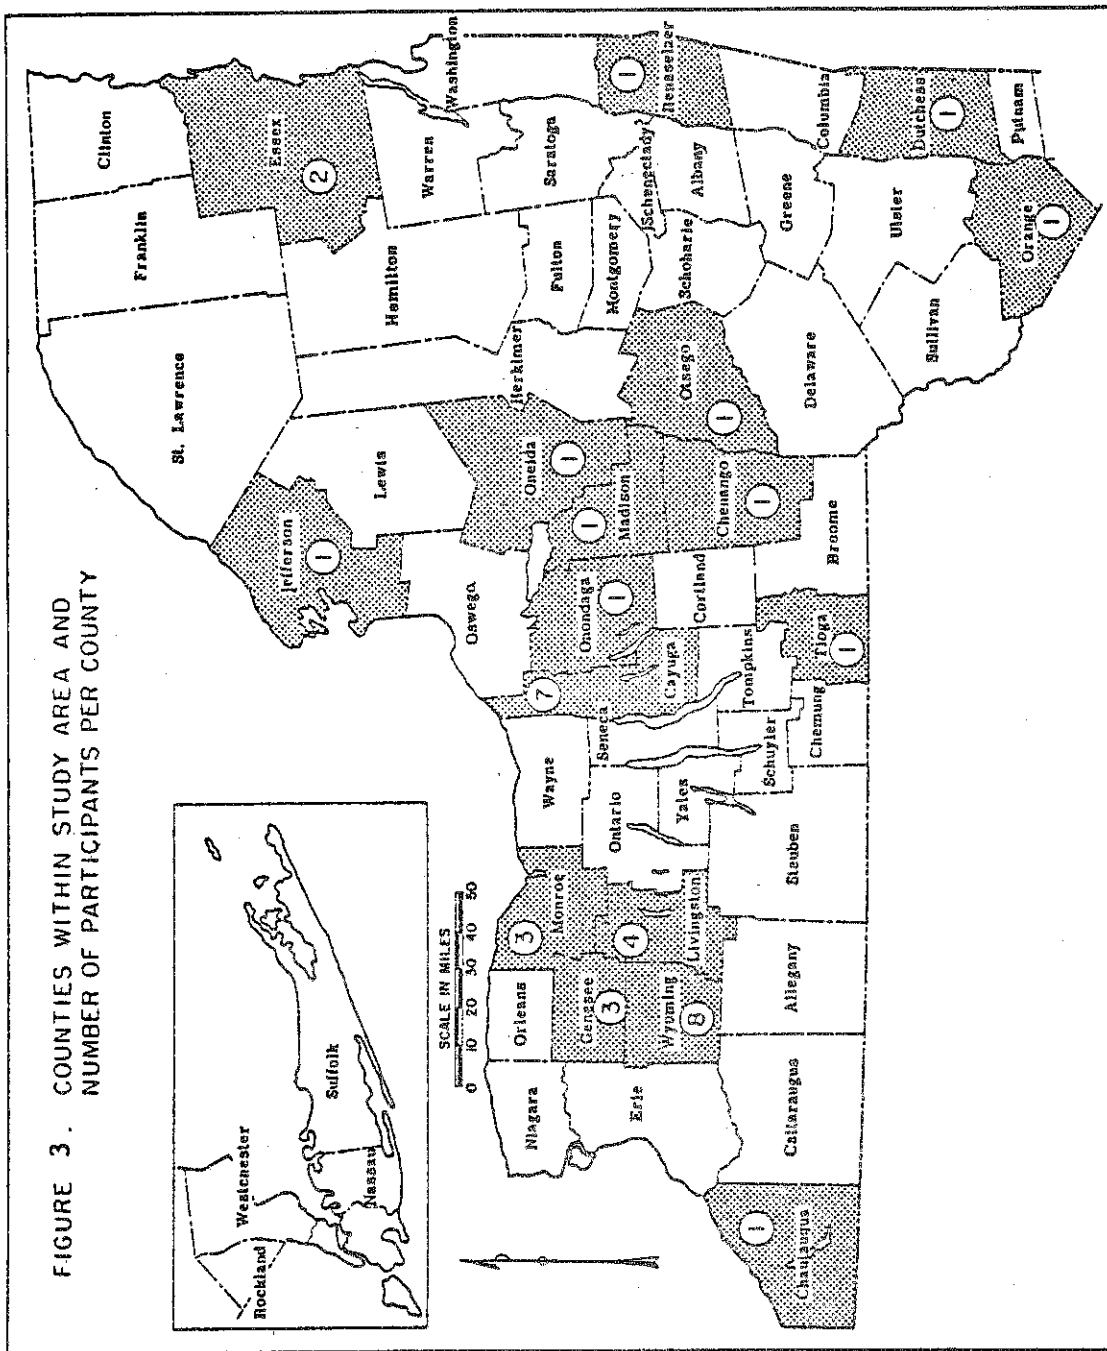 FIGURE 3. COUNTIES WITHIN STUDY AREA AND
NUMBER OF PARTICIPANTS PER COUNTY
Rockland
Westchester
Nassau
Suffolk
SCALE IN MILES
0 10 20 30 40 50
Clinton
Franklin
St. Lawrence
Essex
2
Jefferson
1
Lewis
Hamilton
Warren
Washington
Herkimer
Oneida
1
Oswego
Fulton
Saratoga
Montgomery
Schenectady
Rensselaer
1
Albany
Schoharie
Otsego
1
Madison
1
Onondaga
1
Cayuga
7
Seneca
Wayne
Ontario
Yates
Monroe
3
Livingston
4
Orleans
Genesee
3
Wyoming
8
Niagara
Erie
Chautauqua
1
Cattaraugus
Allegany
Steuben
Schuyler
Chemung
Tompkins
Tioga
1
Cortland
Chenango
1
Broome
Delaware
Greene
Columbia
Ulster
Dutchess
1
Sullivan
Orange
1
Putnam